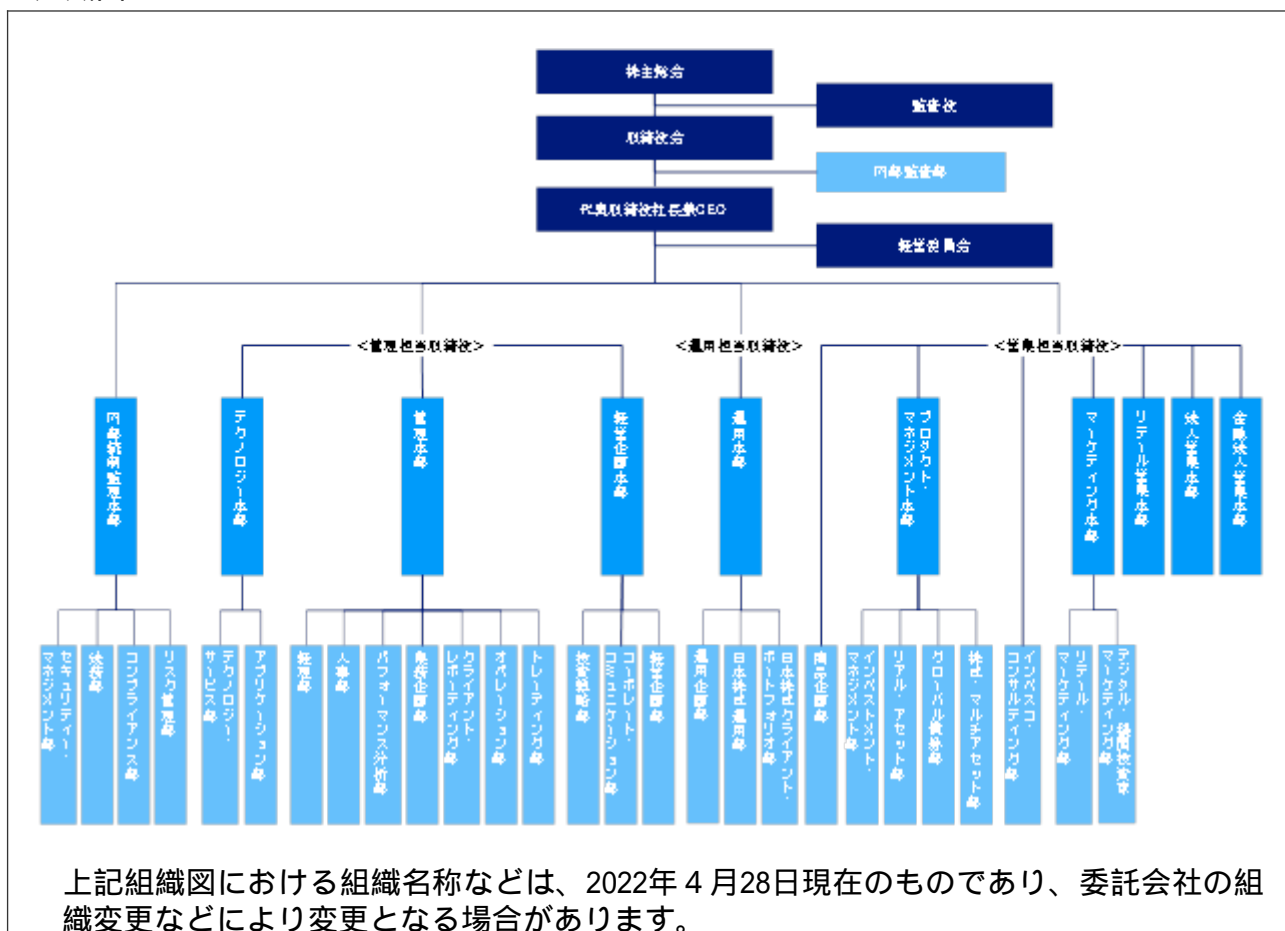 株主総会
監査役
取締役会
内部監査部
代表取締役社長兼CEO
経営委員会
<管理担当取締役>
<運用担当取締役>
<営業担当取締役>
内部統制監理本部
テクノロジー本部
管理本部
経営企画本部
運用本部
プロダクト・
マネジメント本部
マーケティング本部
リテール営業本部
法人営業本部
金融法人営業本部
セキュリティー・
マネジメント部
法務部
コンプライアンス部
リスク管理部
テクノロジー・
サービス部
アプリケーション部
経理部
人事部
パフォーマンス分析部
業務企画部
クライアント・
レポーティング部
オペレーション部
トレーディング部
投資戦略部
コーポレート・
コミュニケーション部
経営企画部
運用企画部
日本株式運用部
日本株式クライアント・
ポートフォリオ部
商品企画部
インベストメント・
マネジメント部
リアル・アセット部
グローバル債券部
株式・マルチアセット部
インベスコ・
コンサルティング部
リテール・
マーケティング部
デジタル・機関投資家
マーケティング部
上記組織図における組織名称などは、2022年4月28日現在のものであり、委託会社の組
織変更などにより変更となる場合があります。